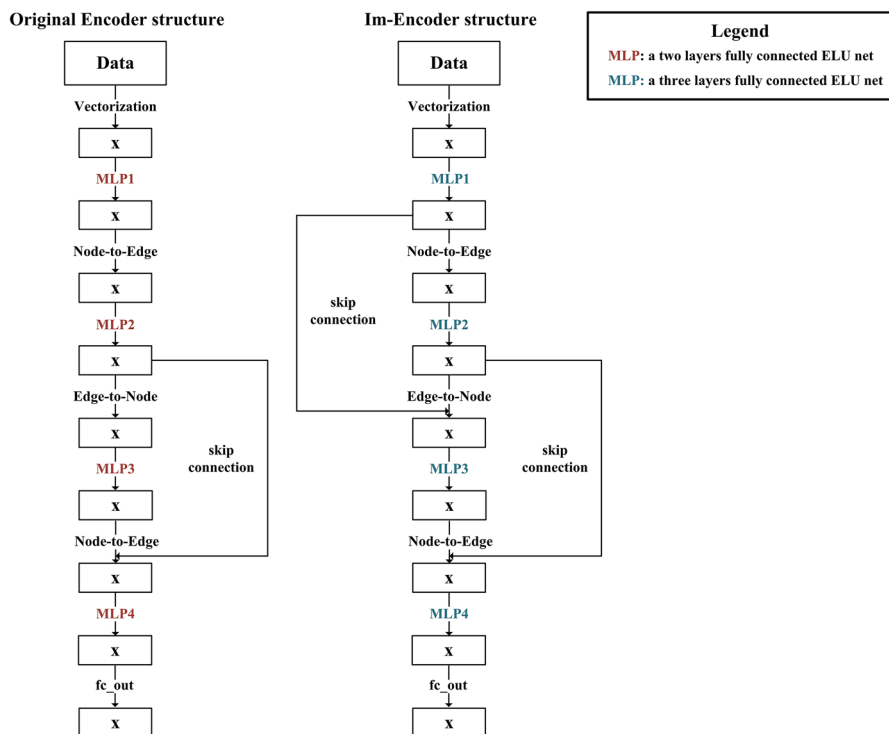 Original Encoder structure
Data
Vectorization
x
MLP1
x
Node-to-Edge
x
MLP2
x
Edge-to-Node
x
skip
connection
MLP3
x
Node-to-Edge
x
MLP4
x
fc_out
x
Im-Encoder structure
Data
Vectorization
x
MLP1
x
Node-to-Edge
x
skip
connection
MLP2
x
Edge-to-Node
x
skip
connection
MLP3
x
Node-to-Edge
x
MLP4
x
fc_out
x
Legend
MLP: a two layers fully connected ELU net
MLP: a three layers fully connected ELU net